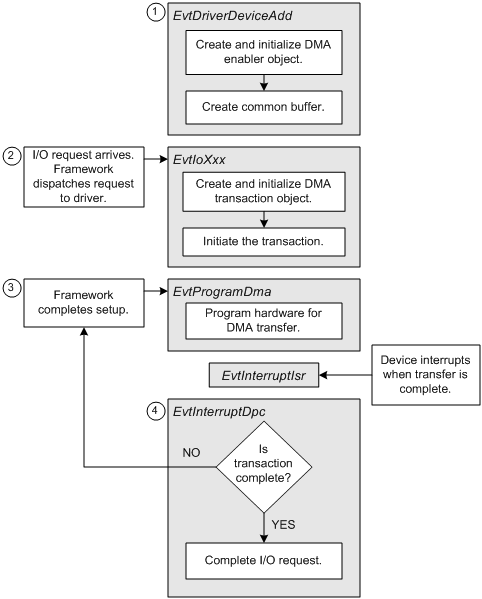 1
EvtDriverDeviceAdd
Create and initialize DMA
enabler object.
Create common buffer.
2
I/O request arrives.
Framework
dispatches request
to driver.
EvtIoXxx
Create and initialize DMA
transaction object.
Initiate the transaction.
3
Framework
completes setup.
EvtProgramDma
Program hardware for
DMA transfer.
EvtInterruptIsr
Device interrupts
when transfer is
complete.
4
EvtInterruptDpc
Is
transaction
complete?
NO
YES
Complete I/O request.